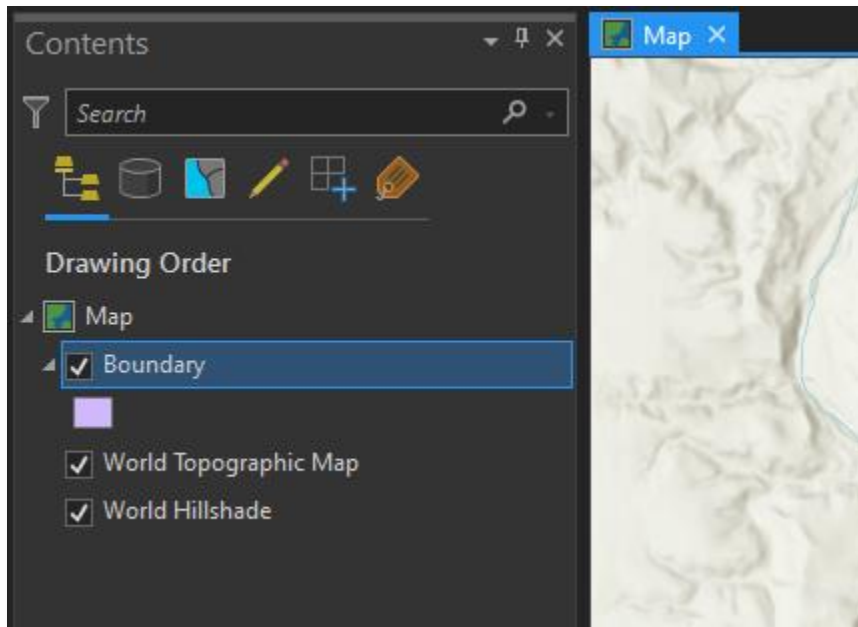 Contents
Map
Search
Drawing Order
Map
Boundary
World Topographic Map
World Hillshade